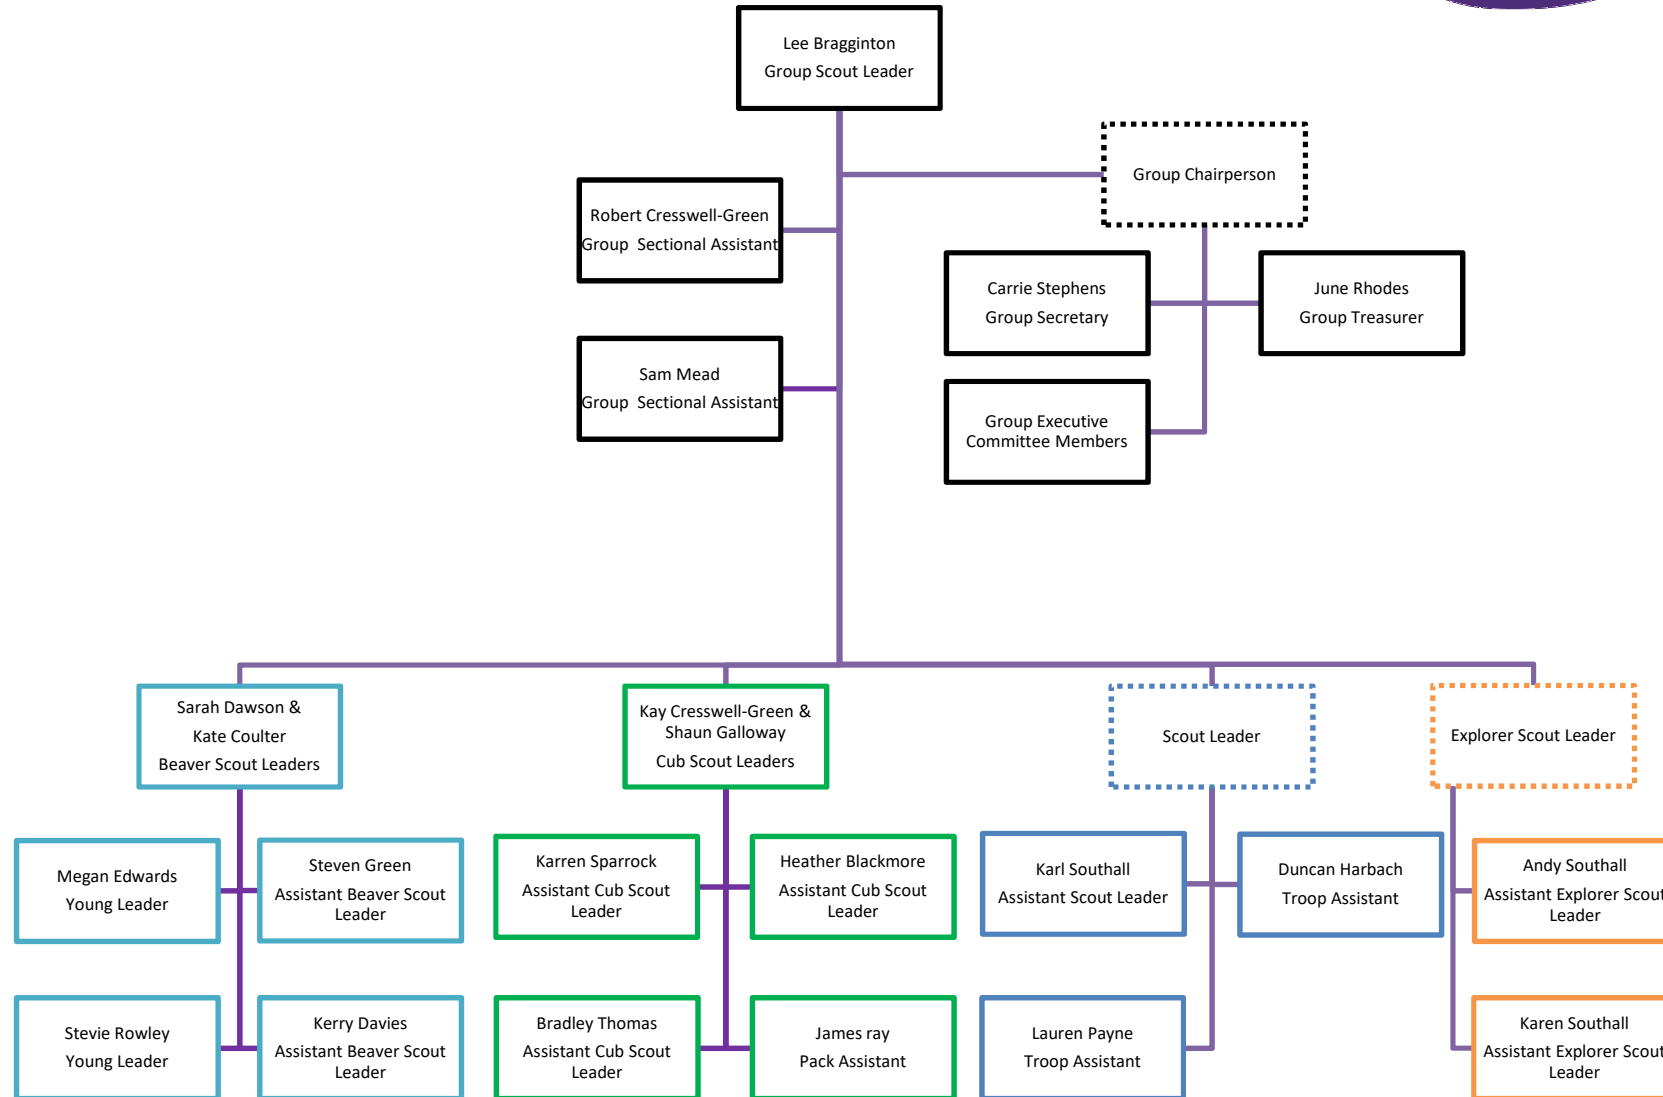 Lee Bragginton
Group Scout Leader
Group Chairperson
Robert Cresswell-Green
Group Sectional Assistant
Carrie Stephens
Group Secretary
June Rhodes
Group Treasurer
Sam Mead
Group Sectional Assistant
Group Executive
Committee Members
Sarah Dawson &
Kate Coulter
Beaver Scout Leaders
Kay Cresswell-Green &
Shaun Galloway
Cub Scout Leaders
Scout Leader
Explorer Scout Leader
Megan Edwards
Young Leader
Steven Green
Assistant Beaver Scout
Leader
Karren Sparrock
Assistant Cub Scout
Leader
Heather Blackmore
Assistant Cub Scout
Leader
Karl Southall
Assistant Scout Leader
Duncan Harbach
Troop Assistant
Andy Southall
Assistant Explorer Scout
Leader
Stevie Rowley
Young Leader
Kerry Davies
Assistant Beaver Scout
Leader
Bradley Thomas
Assistant Cub Scout
Leader
James ray
Pack Assistant
Lauren Payne
Troop Assistant
Karen Southall
Assistant Explorer Scout
Leader